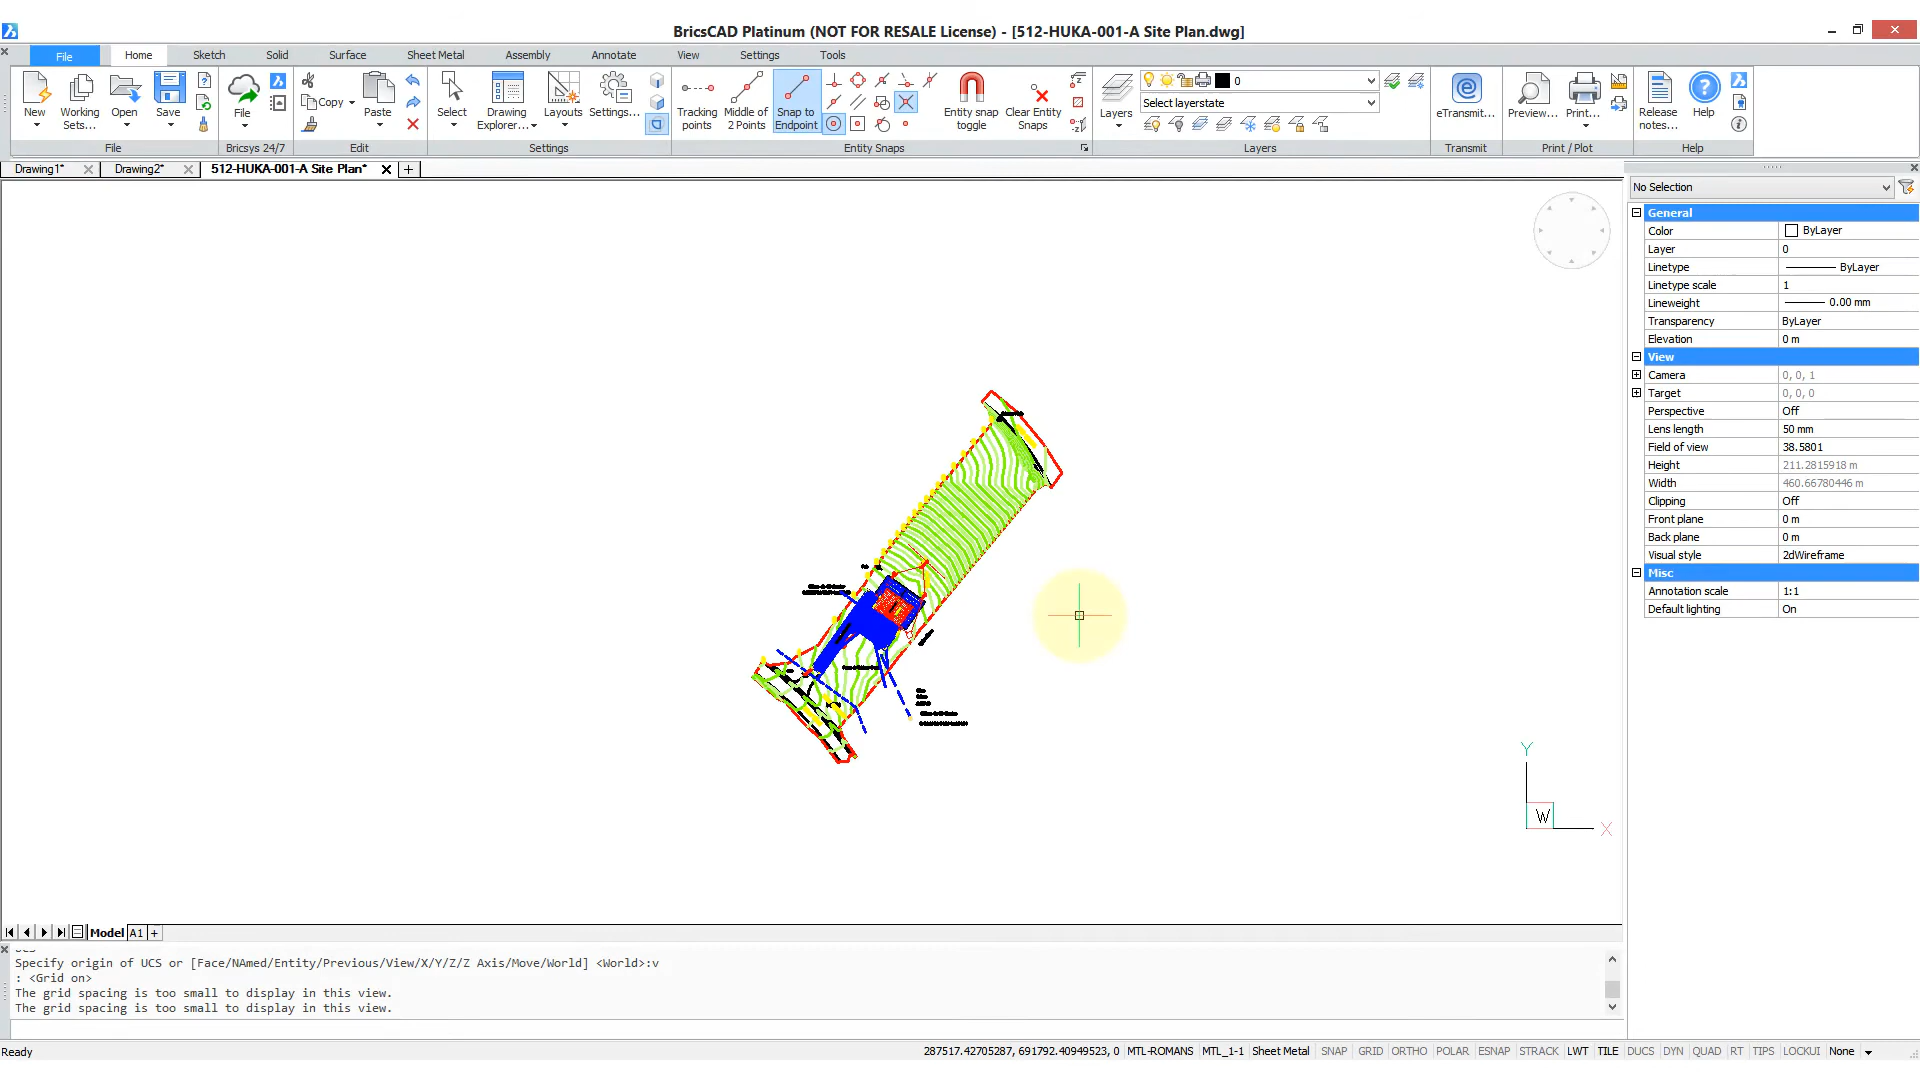 BricsCAD Platinum (NOT FOR RESALE License) - [512-HUKA-001-A Site Plan.dwg]
File Home Sketch Solid Surface Sheet Metal Assembly Annotate View Settings Tools
New
Working Sets...
Open
Save
File
Copy
Paste
Select
Drawing Explorer...
Layouts
Settings...
Tracking points
Middle of 2 Points
Snap to Endpoint
Entity snap toggle
Clear Entity Snaps
Layers
0
Select layerstate
eTransmit...
Preview...
Print...
Release notes...
Help
File Bricsys 24/7 Edit Settings Entity Snaps Layers Transmit Print / Plot Help
Drawing1* Drawing2* 512-HUKA-001-A Site Plan*
No Selection
General
Color ByLayer
Layer 0
Linetype ByLayer
Linetype scale 1
Lineweight 0.00 mm
Transparency ByLayer
Elevation 0 m
View
Camera 0, 0, 1
Target 0, 0, 0
Perspective Off
Lens length 50 mm
Field of view 38.5801
Height 211.2815918 m
Width 460.66780446 m
Clipping Off
Front plane 0 m
Back plane 0 m
Visual style 2dWireframe
Misc
Annotation scale 1:1
Default lighting On
Y
W
X
Model A1
Specify origin of UCS or [Face/NAmed/Entity/Previous/View/X/Y/Z/Z Axis/Move/World] <World>:v
: <Grid on>
The grid spacing is too small to display in this view.
The grid spacing is too small to display in this view.
Ready 287517.42705287, 691792.40949523, 0 MTL-ROMANS MTL_1-1 Sheet Metal SNAP GRID ORTHO POLAR ESNAP STRACK LWT TILE DUCS DYN QUAD RT TIPS LOCKUI None